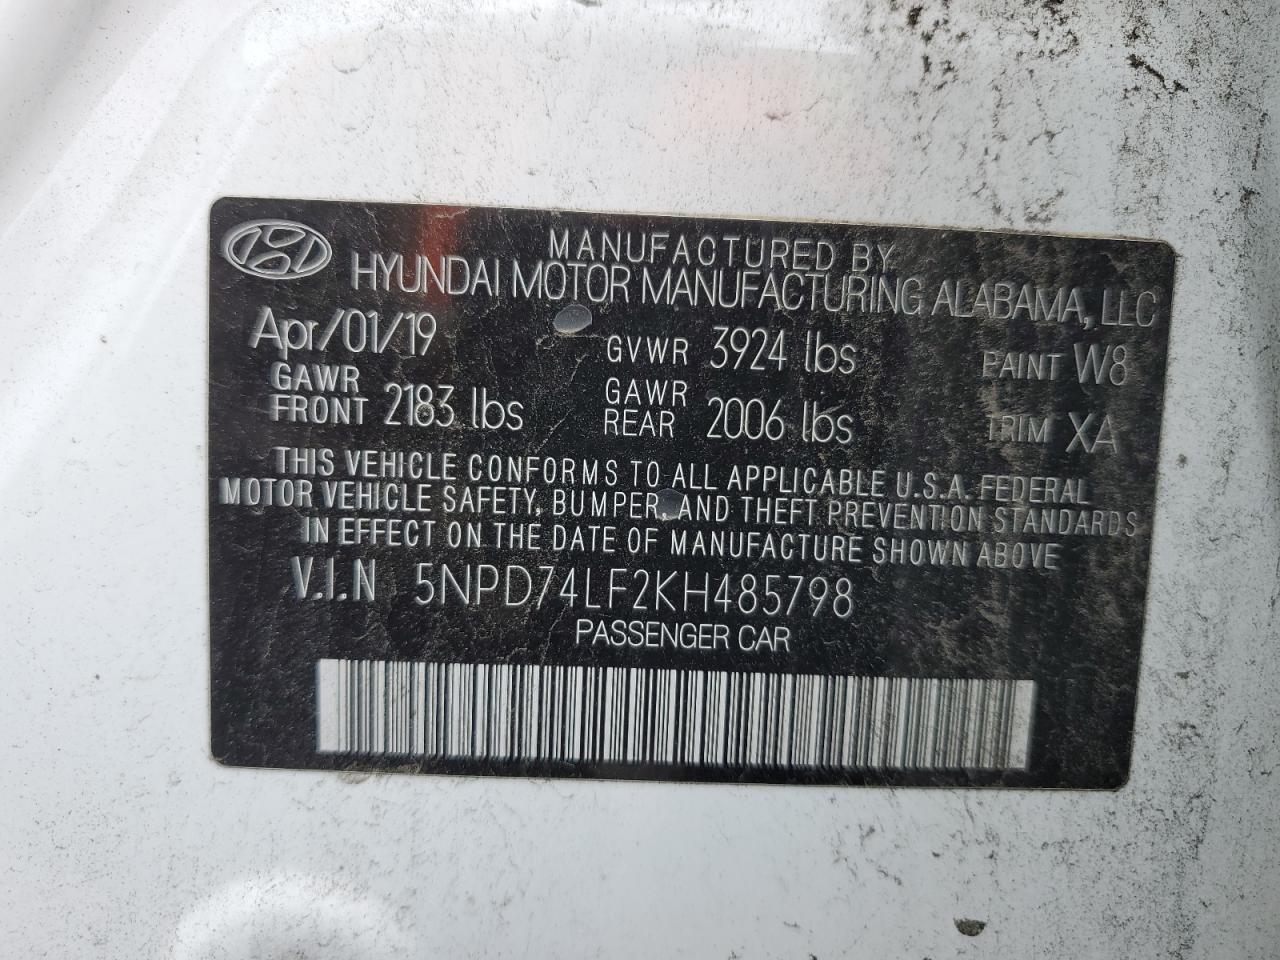 MANUFACTURED BY
HYUNDAI MOTOR MANUFACTURING ALABAMA, LLC
Apr/01/19 GVWR 3924 lbs PAINT W8
GAWR FRONT 2183 lbs GAWR REAR 2006 lbs TRIM XA
THIS VEHICLE CONFORMS TO ALL APPLICABLE U.S.A. FEDERAL
MOTOR VEHICLE SAFETY, BUMPER, AND THEFT PREVENTION STANDARDS
IN EFFECT ON THE DATE OF MANUFACTURE SHOWN ABOVE
V.I.N 5NPD74LF2KH485798
PASSENGER CAR